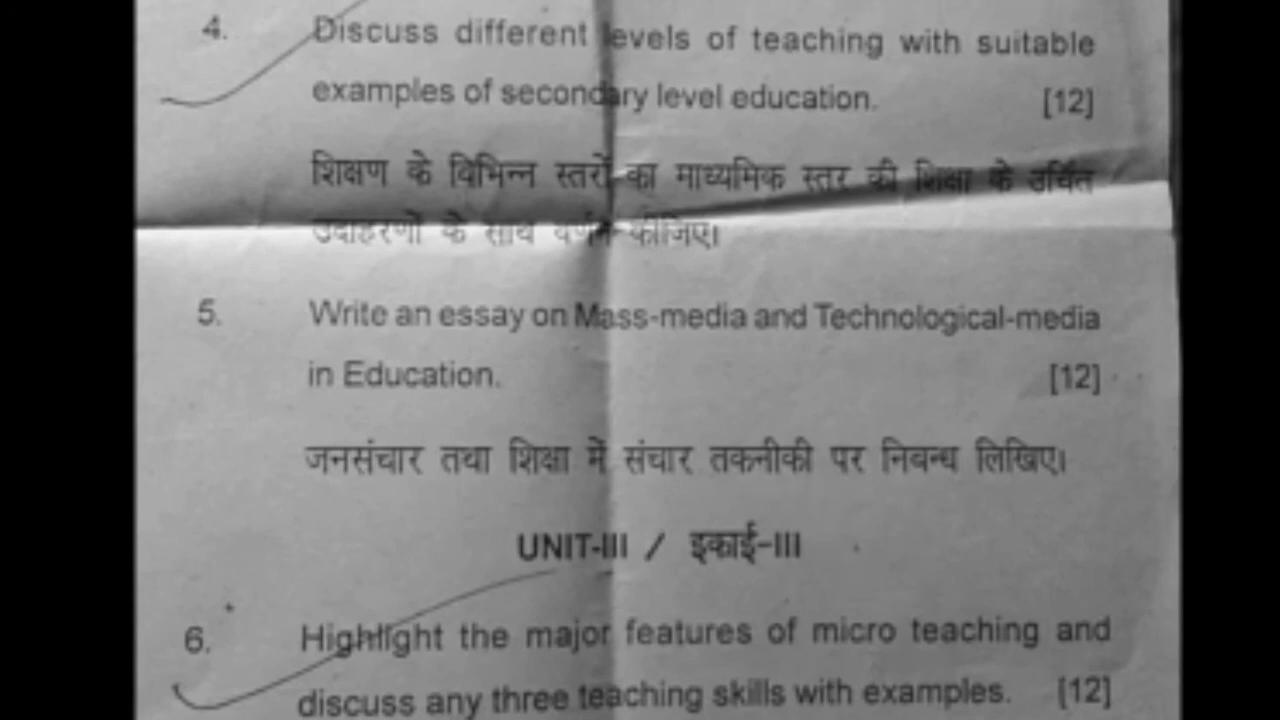 4. Discuss different levels of teaching with suitable
examples of secondary level education. [12]
शिक्षण के विभिन्न स्तरों का माध्यमिक स्तर की शिक्षा के उचित
उदाहरणों के साथ वर्णन कीजिए।
5. Write an essay on Mass-media and Technological-media
in Education. [12]
जनसंचार तथा शिक्षा में संचार तकनीकी पर निबन्ध लिखिए।
UNIT-III / इकाई-III
6. Highlight the major features of micro teaching and
discuss any three teaching skills with examples. [12]